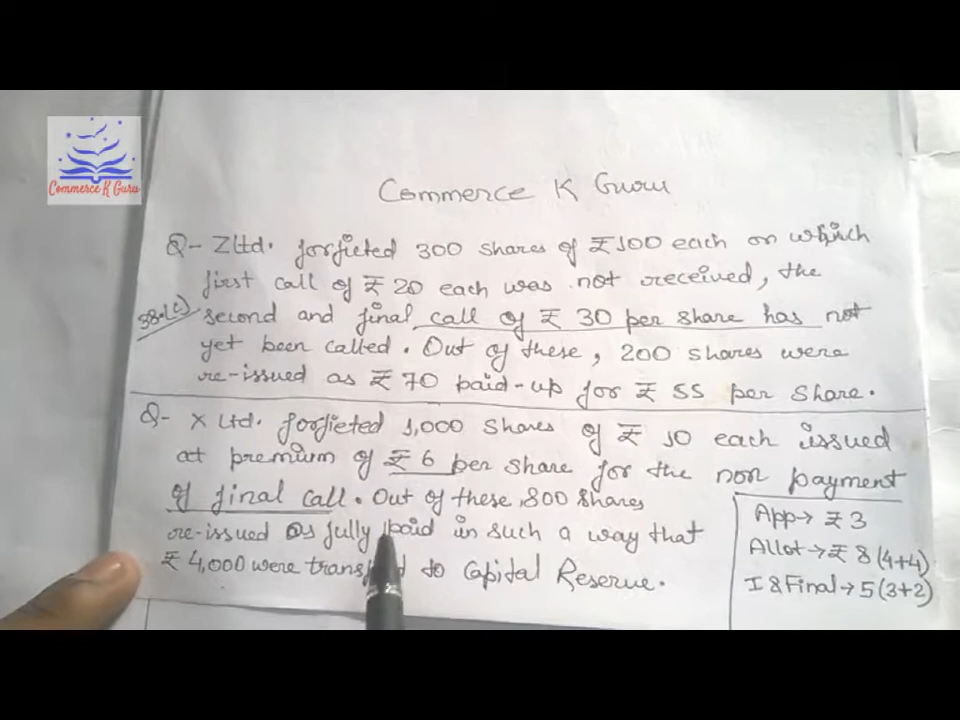 Commerce K Guru
Commerce K Guru
Q- Z Ltd. forfieted 300 shares of ₹ 100 each on which
first call of ₹ 20 each was not received, the
38.(C)
second and final call of ₹ 30 per share has not
yet been called. Out of these, 200 shares were
re-issued as ₹ 70 paid-up for ₹ 55 per share.
Q- X Ltd. forfieted 1,000 shares of ₹ 10 each issued
at premium of ₹ 6 per share for the non payment
of final call. Out of these, 800 shares
re-issued as fully paid in such a way that
₹ 4,000 were to Capital Reserve.
App→ ₹ 3
Allot→ ₹ 8 (4+4)
I & Final→ 5 (3+2)